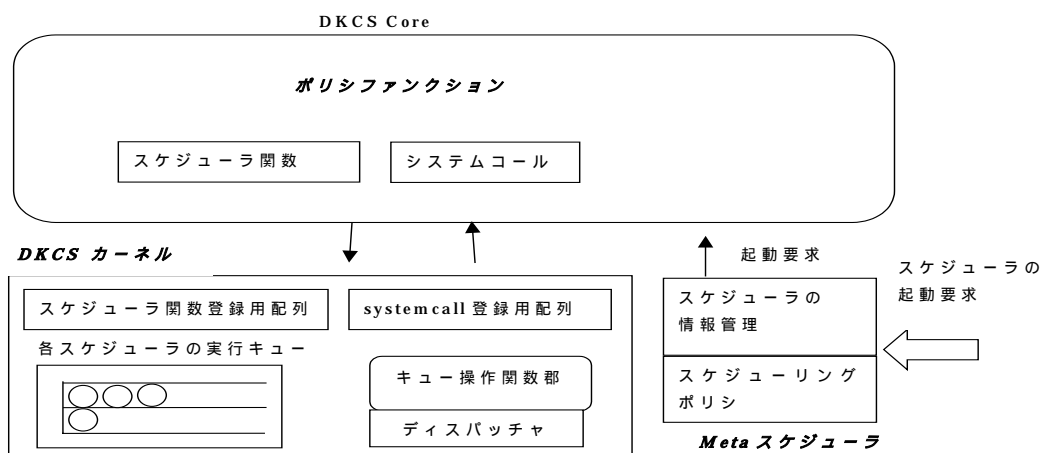 DKCS Core
ポリシファンクション
スケジューラ関数
システムコール
DKCS カーネル
起動要求
スケジューラの
起動要求
スケジューラ関数登録用配列
systemcall 登録用配列
スケジューラの
情報管理
各スケジューラの実行キュー
キュー操作関数郡
スケジューリング
ポリシ
ディスパッチャ
Meta スケジューラ